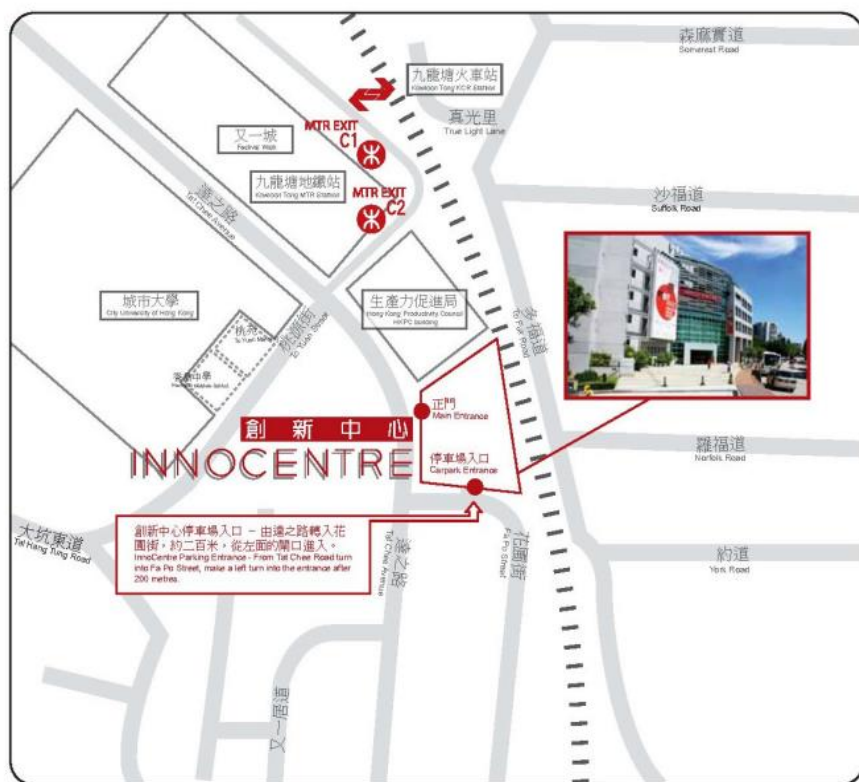 森麻實道
Somerest Road
九龍塘火車站
Kowloon Tong KCR Station
真光里
True Light Lane
MTR EXIT
C1
又一城
Festival Walk
九龍塘地鐵站
Kowloon Tong MTR Station
MTR EXIT
C2
沙福道
Suffolk Road
達之路
Tat Chee Avenue
城市大學
City University of Hong Kong
生產力促進局
Hong Kong Productivity Council
HKPC building
桃源街
To Yuen Street
桃苑
中學
多福道
To Fuk Road
正門
Main Entrance
創新中心
INNOCENTRE
停車場入口
Carpark Entrance
羅福道
Norfolk Road
大坑東道
Tai Hang Tung Road
創新中心停車場入口 - 由達之路轉入花
圃街，約二百米，從左面的閘口進入。
InnoCentre Parking Entrance - From Tat Chee Road turn
into Fa Po Street, make a left turn into the entrance after
200 metres.
達之路
Tat Chee Avenue
花圃街
Fa Po Street
約道
York Road
又一居道